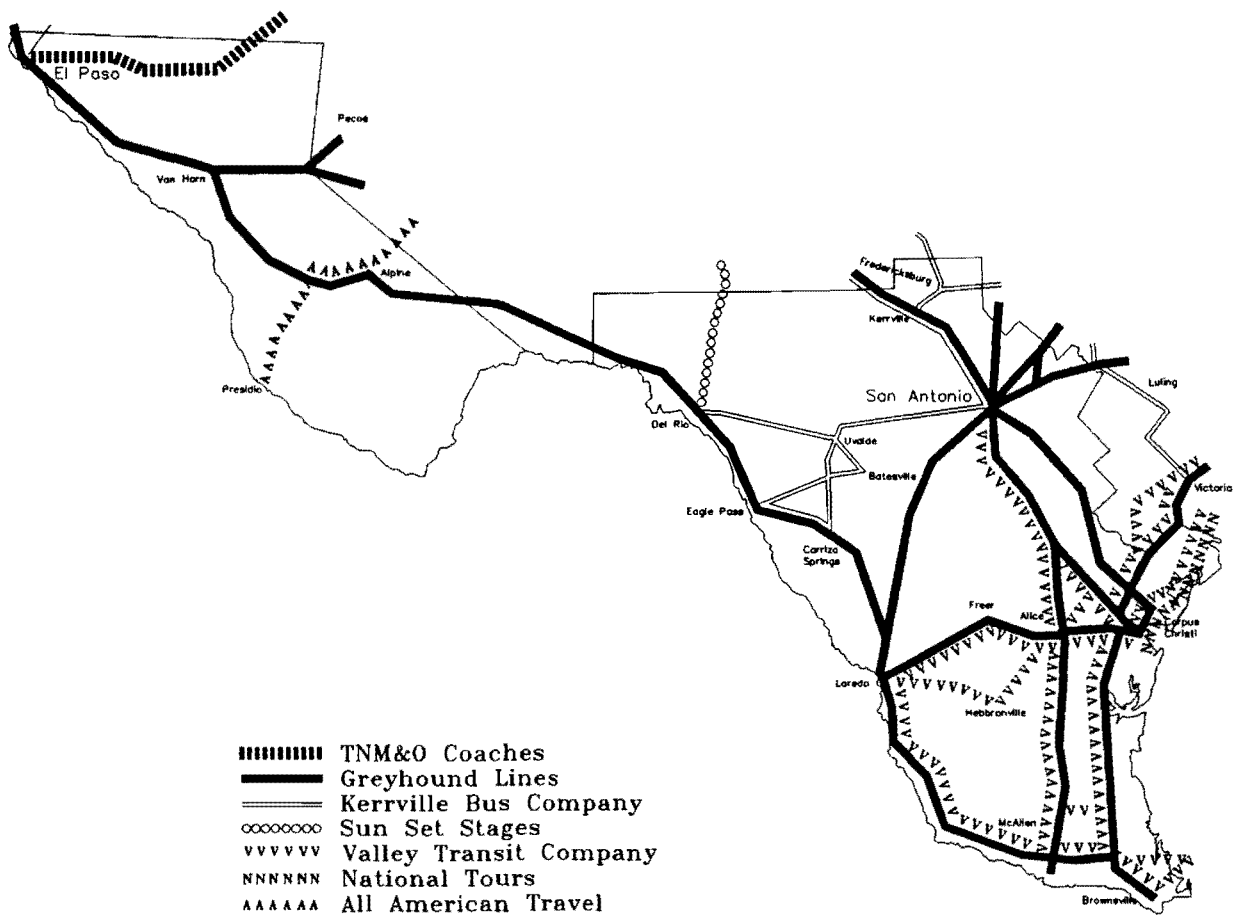 El Paso
Pecos
Van Horn
Alpine
Presidio
Fredericksburg
Kerrville
Luling
San Antonio
Del Rio
Uvalde
Batesville
Victoria
Eagle Pass
Carrizo
Springs
Freer
Alice
Corpus
Christi
Laredo
Hebbronville
McAllen
Brownsville
TNM&O Coaches
Greyhound Lines
Kerrville Bus Company
Sun Set Stages
Valley Transit Company
National Tours
All American Travel